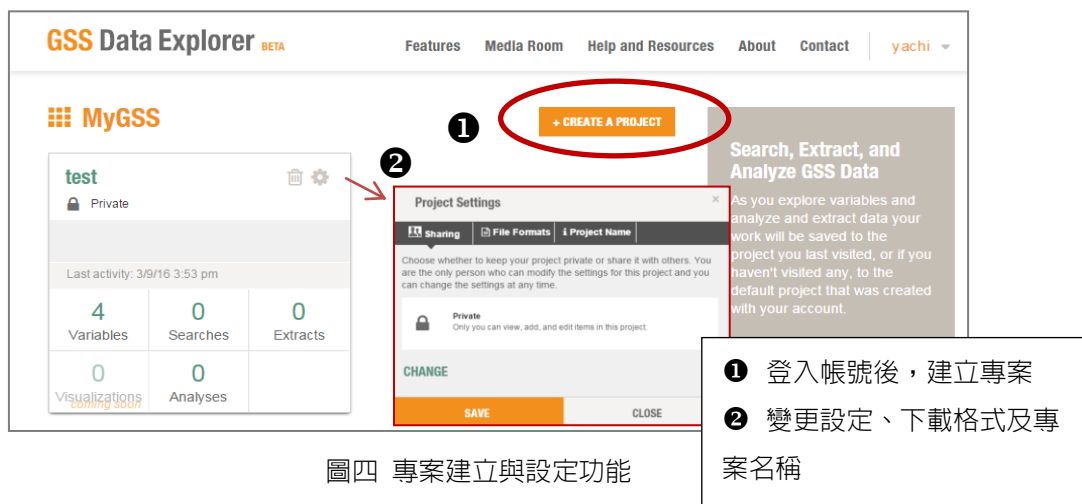 GSS Data Explorer BETA
Features Media Room Help and Resources About Contact yachi
MyGSS
❶
+ CREATE A PROJECT
❷
test
Private
Last activity: 3/9/16 3:53 pm
4 Variables
0 Searches
0 Extracts
0 Visualizations
coming soon
0 Analyses
Project Settings ×
Sharing File Formats i Project Name
Choose whether to keep your project private or share it with others. You
are the only person who can modify the settings for this project and you
can change the settings at any time.
Private
Only you can view, add, and edit items in this project.
CHANGE
SAVE CLOSE
Search, Extract, and
Analyze GSS Data
As you explore variables and
analyze and extract data your
work will be saved to the
project you last visited, or if you
haven't visited any, to the
default project that was created
with your account.
❶ 登入帳號後，建立專案
❷ 變更設定、下載格式及專
案名稱
圖四 專案建立與設定功能